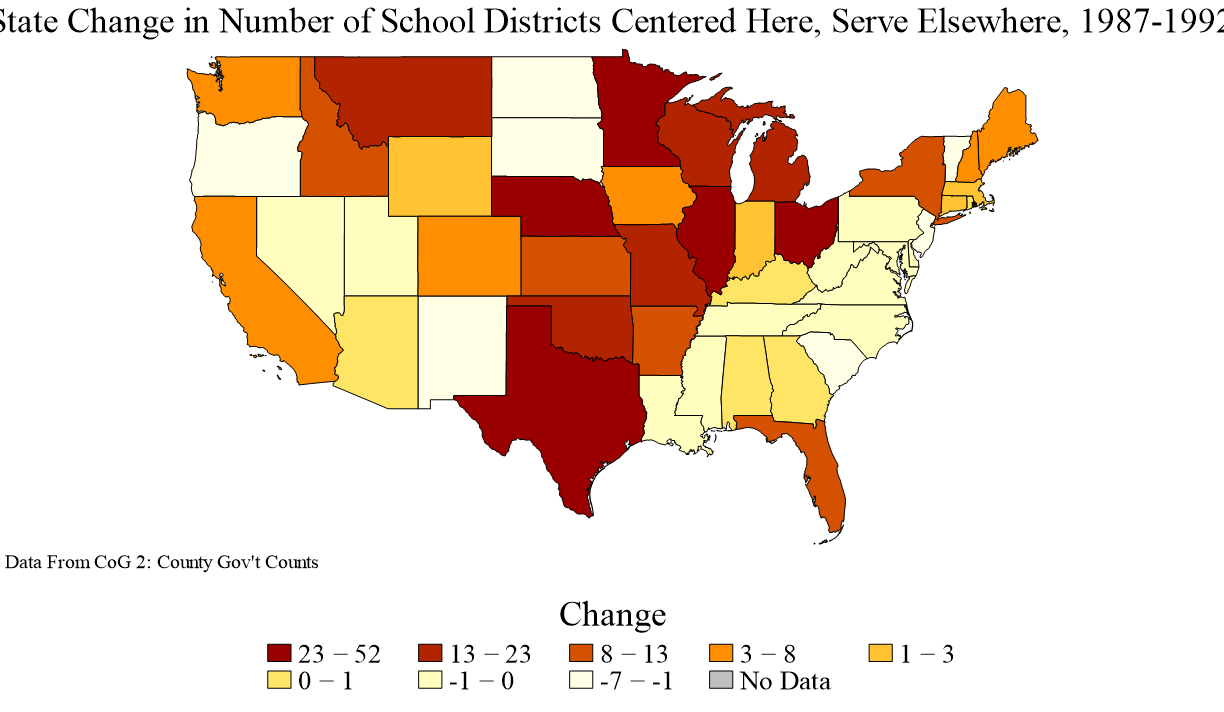 State Change in Number of School Districts Centered Here, Serve Elsewhere, 1987-1992
Data From CoG 2: County Gov't Counts
Change
23 − 52 13 − 23 8 − 13 3 − 8 1 − 3
0 − 1 -1 − 0 -7 − -1 No Data